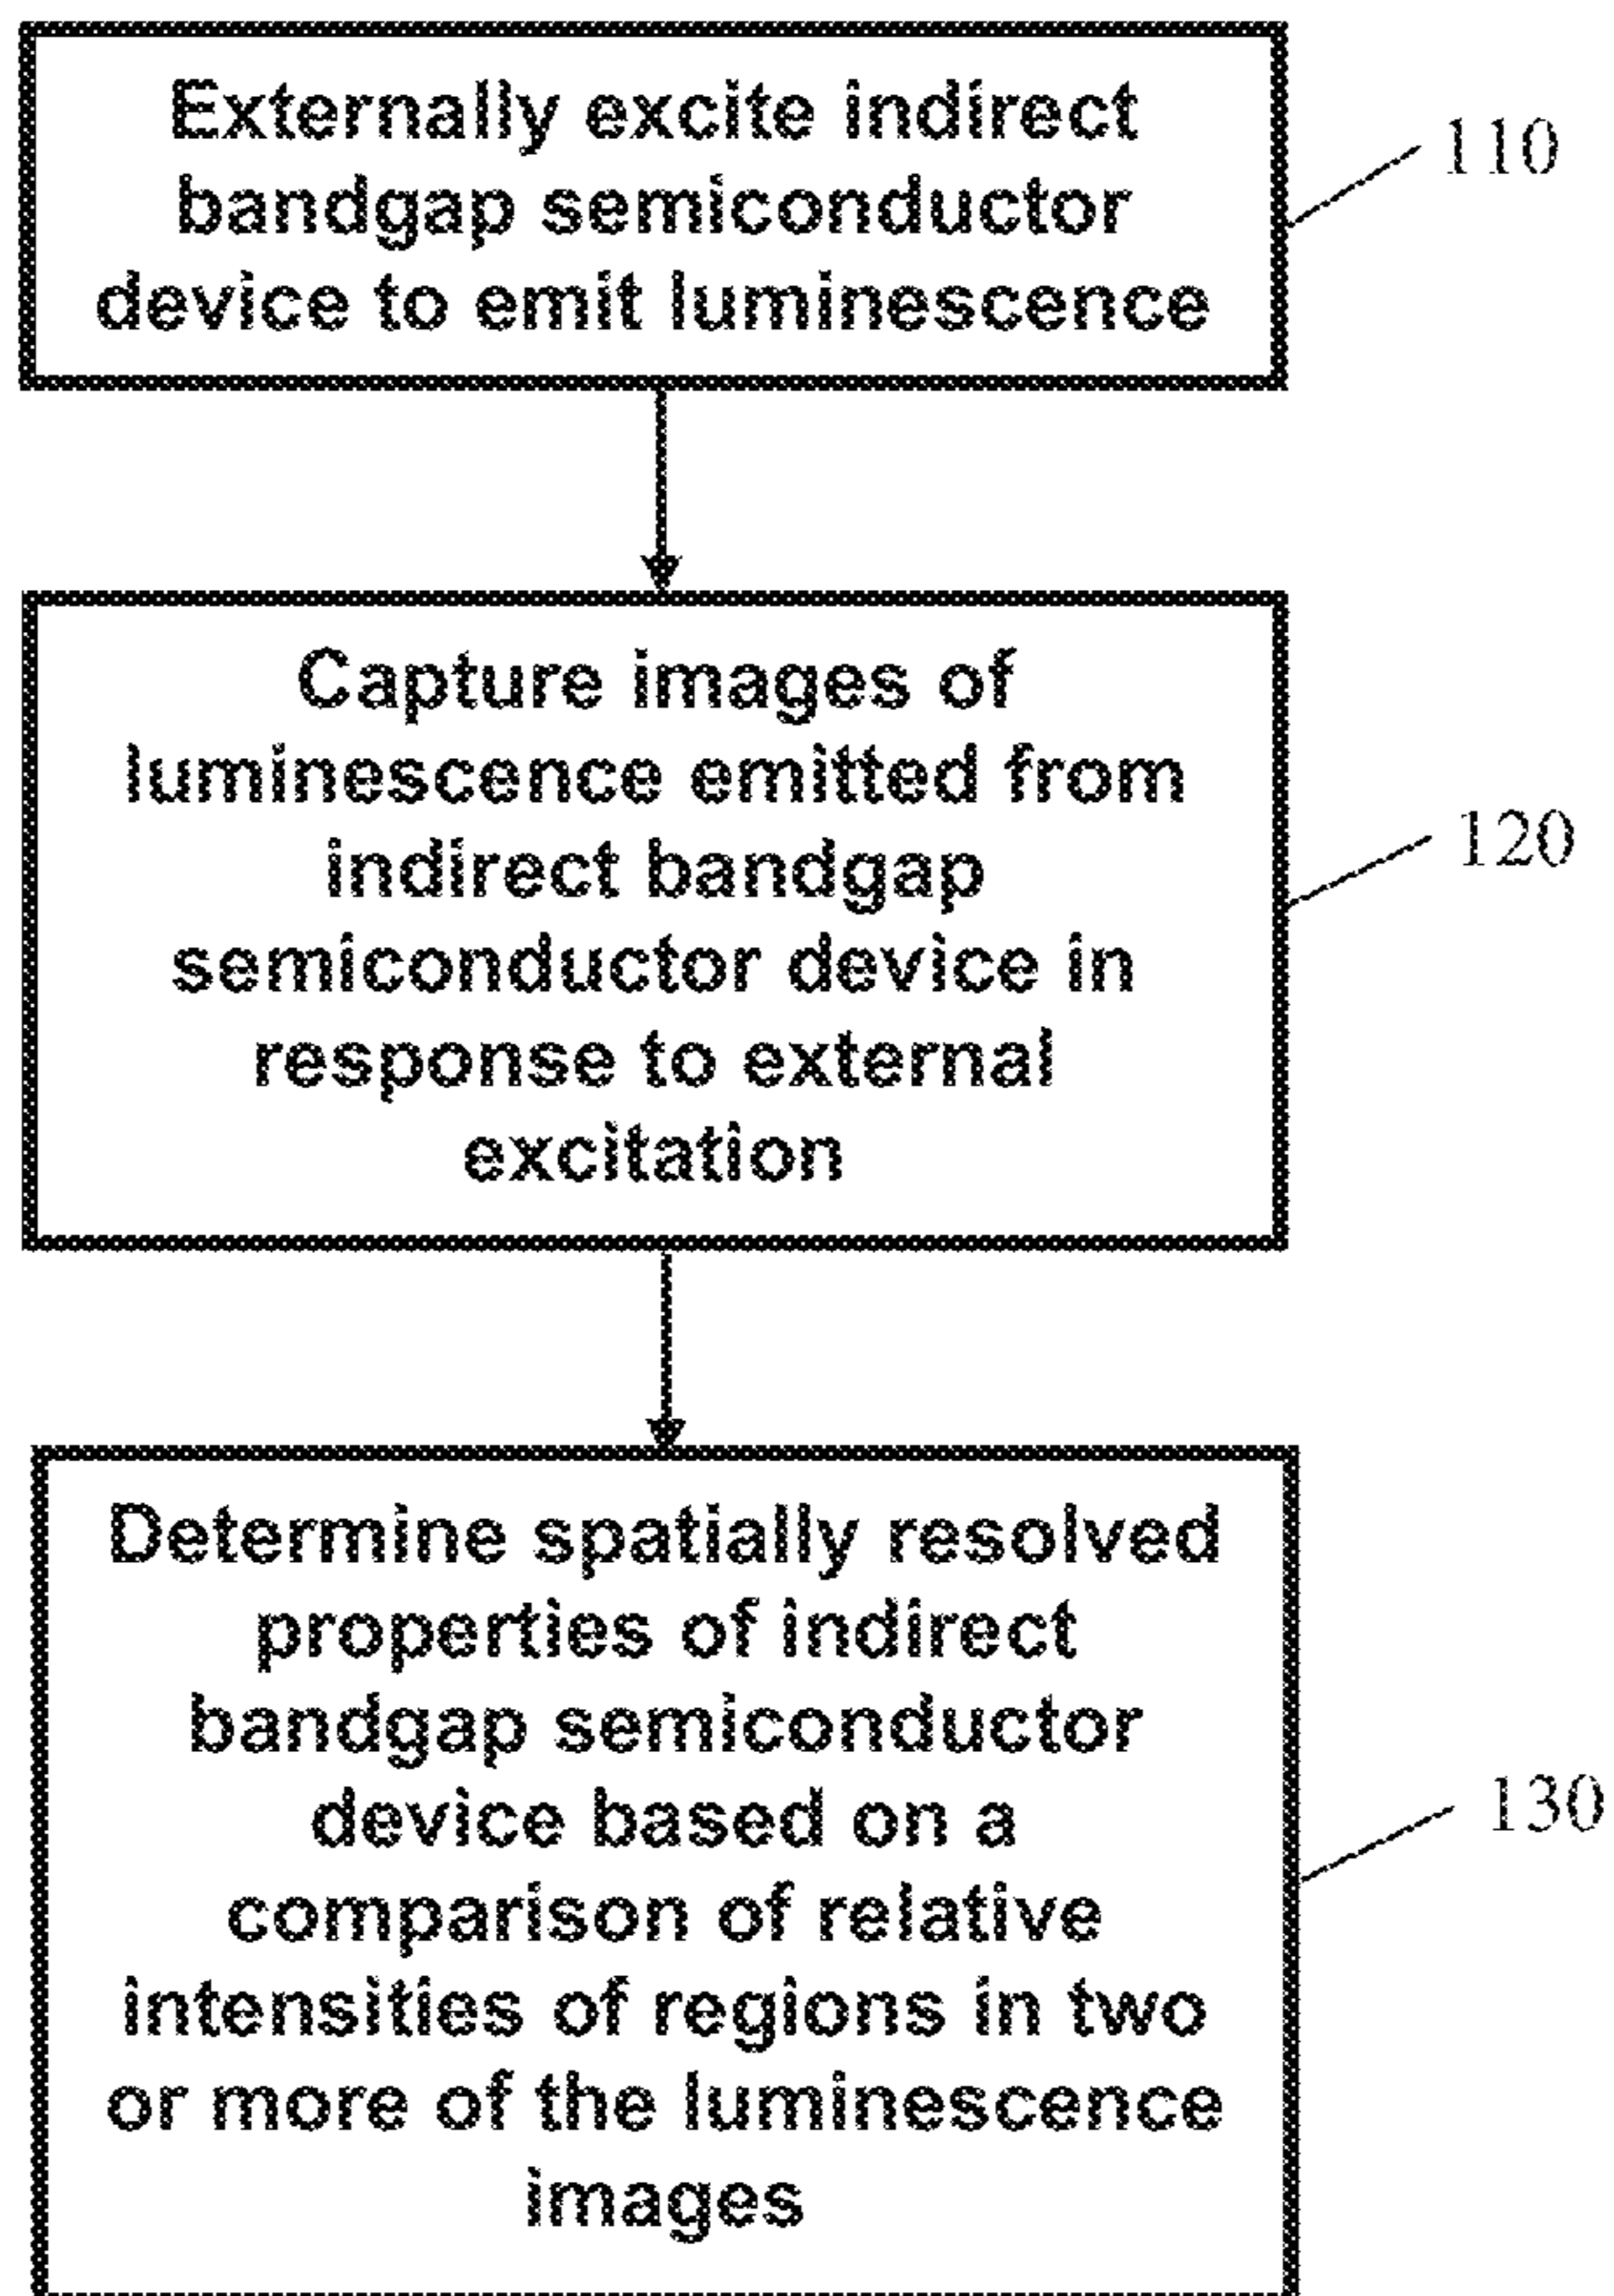 Externally excite indirect
bandgap semiconductor
device to emit luminescence
110
Capture images of
luminescence emitted from
indirect bandgap
semiconductor device in
response to external
excitation
120
Determine spatially resolved
properties of indirect
bandgap semiconductor
device based on a
comparison of relative
intensities of regions in two
or more of the luminescence
images
130